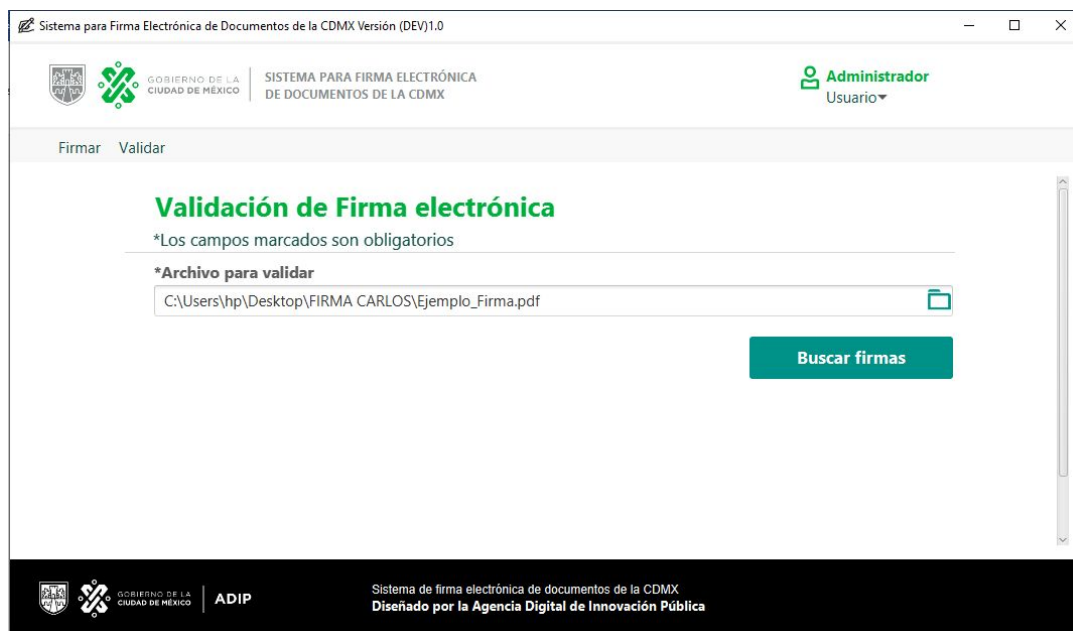 Sistema para Firma Electrónica de Documentos de la CDMX Versión (DEV)1.0
GOBIERNO DE LA
CIUDAD DE MÉXICO
SISTEMA PARA FIRMA ELECTRÓNICA
DE DOCUMENTOS DE LA CDMX
Administrador
Usuario
Firmar Validar
Validación de Firma electrónica
*Los campos marcados son obligatorios
*Archivo para validar
C:\Users\hp\Desktop\FIRMA CARLOS\Ejemplo_Firma.pdf
Buscar firmas
GOBIERNO DE LA
CIUDAD DE MÉXICO
ADIP
Sistema de firma electrónica de documentos de la CDMX
Diseñado por la Agencia Digital de Innovación Pública